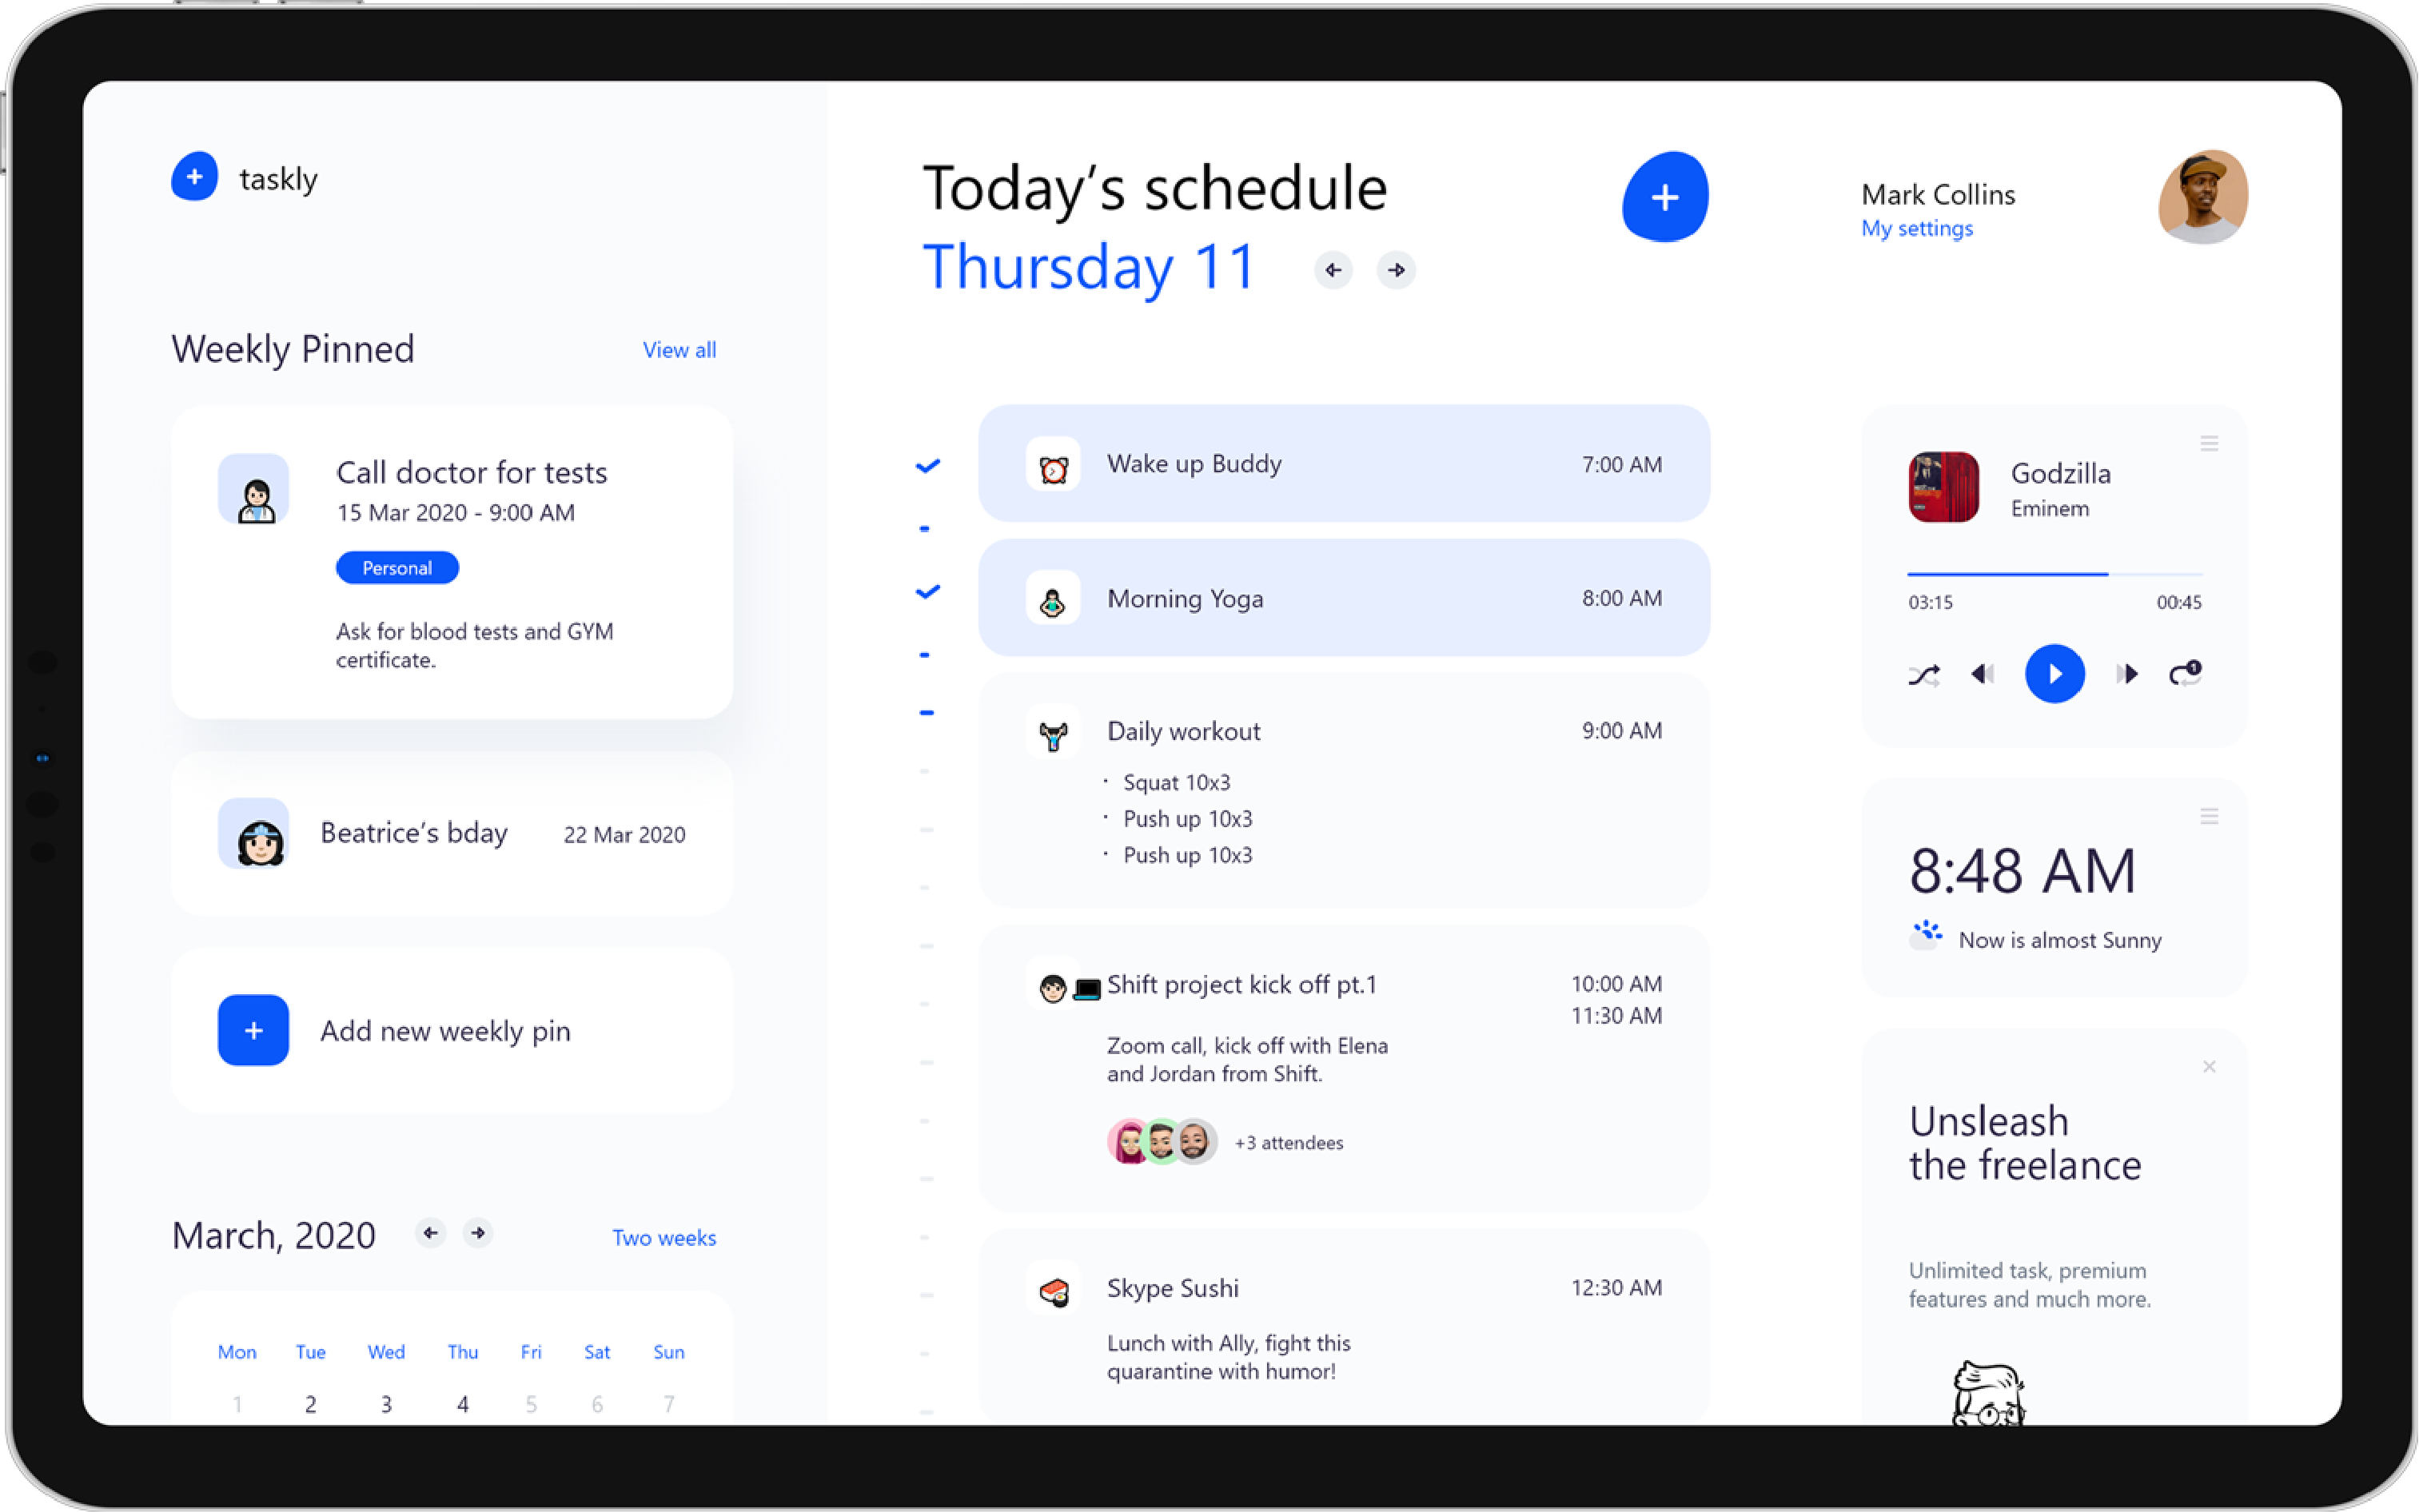 taskly
Weekly Pinned
View all
Call doctor for tests
15 Mar 2020 - 9:00 AM
Personal
Ask for blood tests and GYM
certificate.
Beatrice’s bday
22 Mar 2020
Add new weekly pin
March, 2020
Two weeks
Mon Tue Wed Thu Fri Sat Sun
1 2 3 4 5 6 7
Today’s schedule
Thursday 11
Wake up Buddy
7:00 AM
Morning Yoga
8:00 AM
Daily workout
9:00 AM
· Squat 10x3
· Push up 10x3
· Push up 10x3
Shift project kick off pt.1
10:00 AM
11:30 AM
Zoom call, kick off with Elena
and Jordan from Shift.
+3 attendees
Skype Sushi
12:30 AM
Lunch with Ally, fight this
quarantine with humor!
Mark Collins
My settings
Godzilla
Eminem
03:15
00:45
1
8:48 AM
Now is almost Sunny
Unsleash
the freelance
Unlimited task, premium
features and much more.